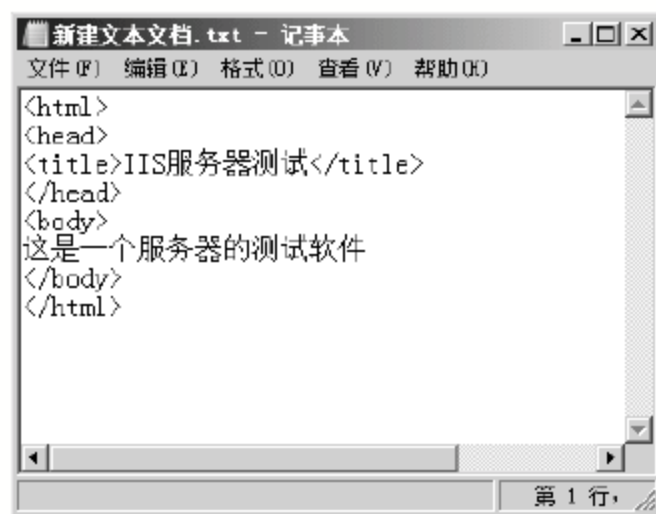 新建文本文档.txt - 记事本
文件(F) 编辑(E) 格式(O) 查看(V) 帮助(H)
<html>
<head>
<title>IIS服务器测试</title>
</head>
<body>
这是一个服务器的测试软件
</body>
</html>
第 1 行,